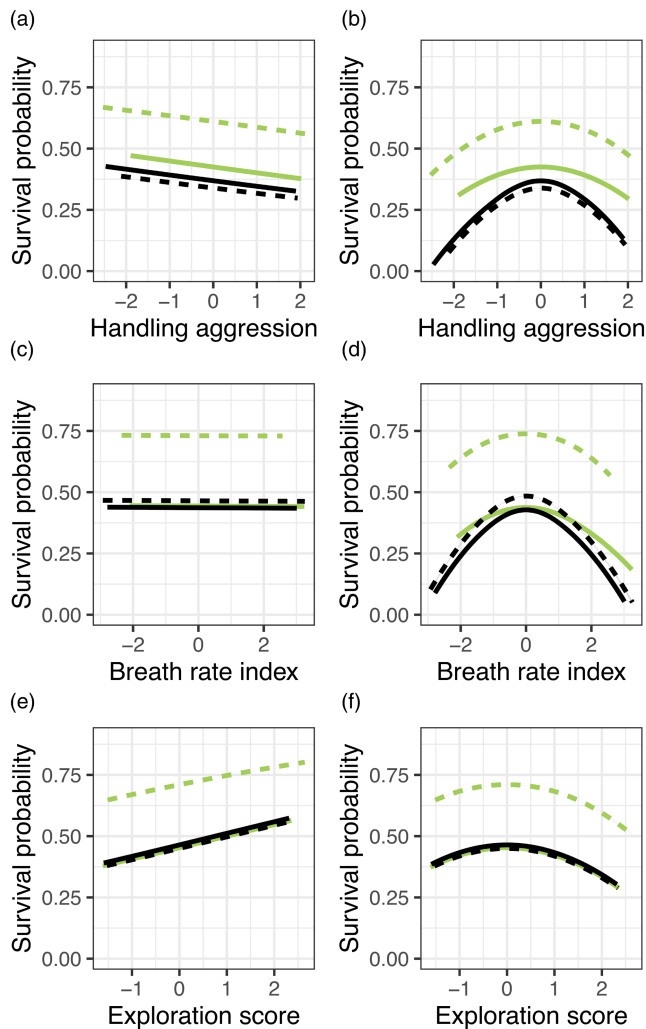 (a)
(b)
Survival probability
0.75
0.50
0.25
0.00
−2 −1 0 1 2
Handling aggression
Survival probability
0.75
0.50
0.25
0.00
−2 −1 0 1 2
Handling aggression
(c)
(d)
Survival probability
0.75
0.50
0.25
0.00
−2 0 2
Breath rate index
Survival probability
0.75
0.50
0.25
0.00
−2 0 2
Breath rate index
(e)
(f)
Survival probability
0.75
0.50
0.25
0.00
−1 0 1 2
Exploration score
Survival probability
0.75
0.50
0.25
0.00
−1 0 1 2
Exploration score